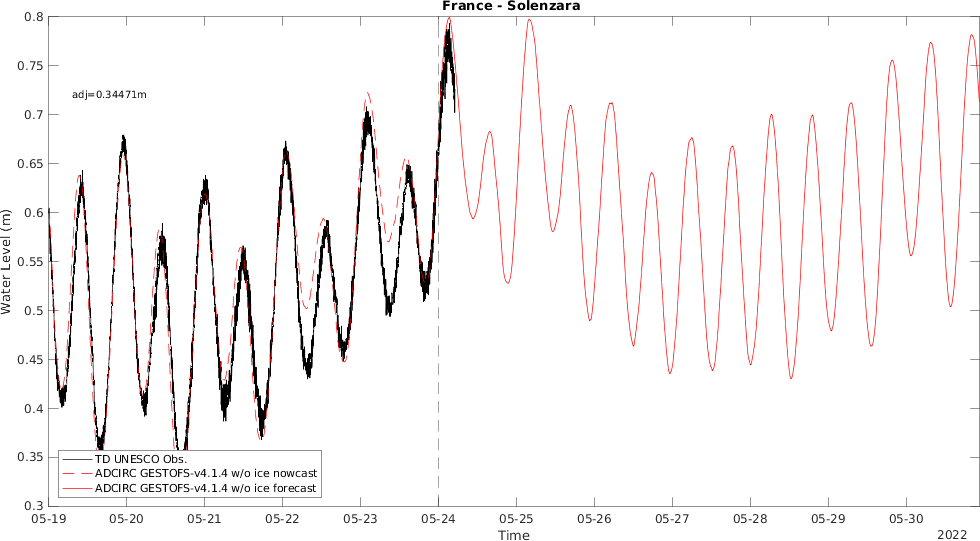 France - Solenzara
0.8
0.75
0.7
0.65
0.6
0.55
0.5
0.45
0.4
0.35
0.3
Water Level (m)
adj=0.34471m
TD UNESCO Obs.
ADCIRC GESTOFS-v4.1.4 w/o ice nowcast
ADCIRC GESTOFS-v4.1.4 w/o ice forecast
05-19 05-20 05-21 05-22 05-23 05-24 05-25 05-26 05-27 05-28 05-29 05-30
Time
2022